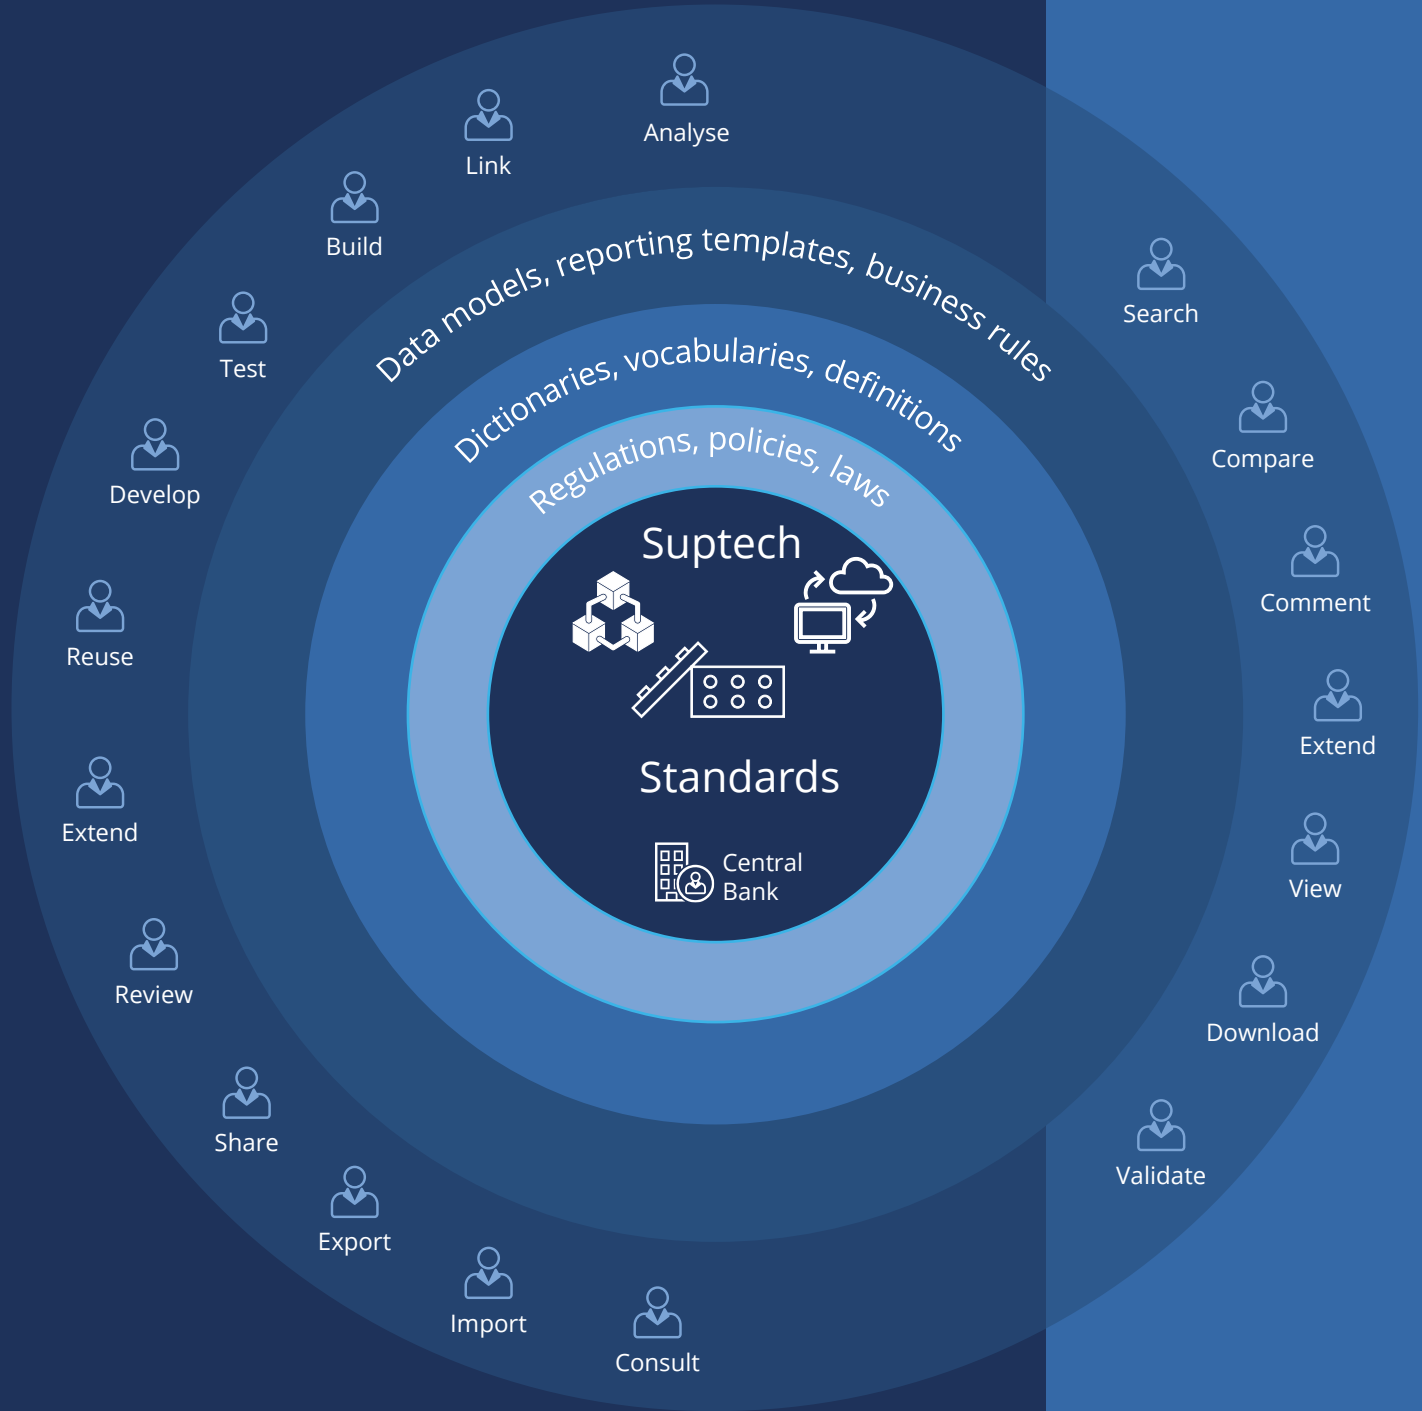 Analyse
Link
Build
Test
Develop
Reuse
Extend
Review
Share
Export
Import
Consult
Data models, reporting templates, business rules
Dictionaries, vocabularies, definitions
Regulations, policies, laws
Suptech
Standards
Central
Bank
Search
Compare
Comment
Extend
View
Download
Validate